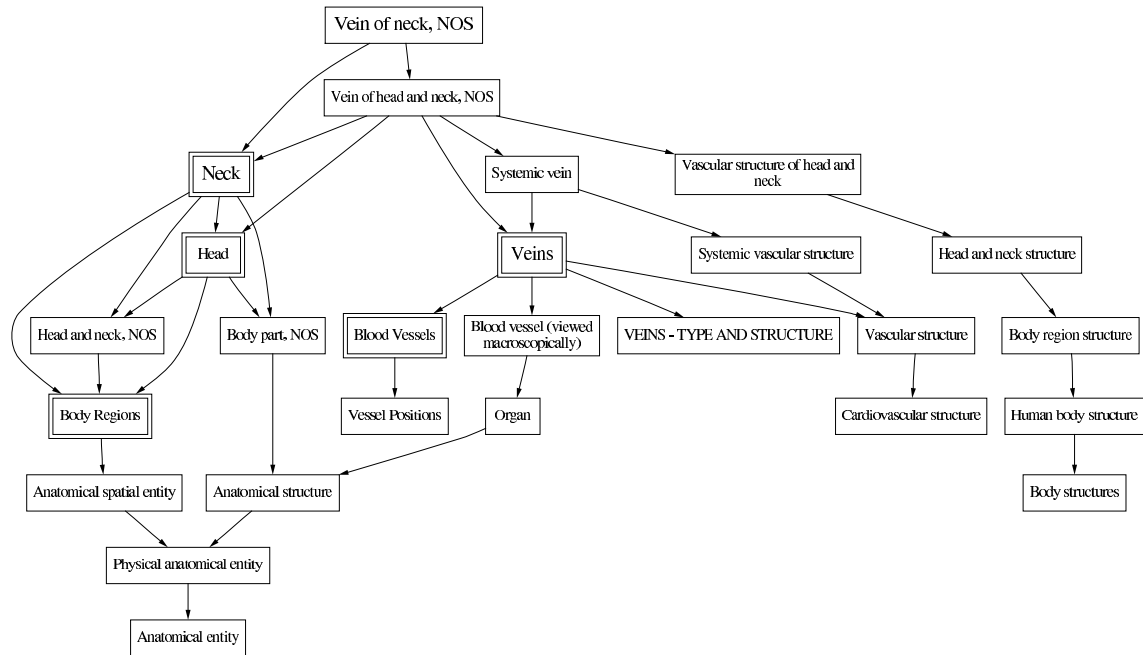 Vein of neck, NOS
Vein of head and neck, NOS
Neck
Systemic vein
Vascular structure of head and
neck
Head
Veins
Systemic vascular structure
Head and neck structure
Head and neck, NOS
Body part, NOS
Blood Vessels
Blood vessel (viewed
macroscopically)
VEINS - TYPE AND STRUCTURE
Vascular structure
Body region structure
Body Regions
Vessel Positions
Organ
Cardiovascular structure
Human body structure
Anatomical spatial entity
Anatomical structure
Body structures
Physical anatomical entity
Anatomical entity